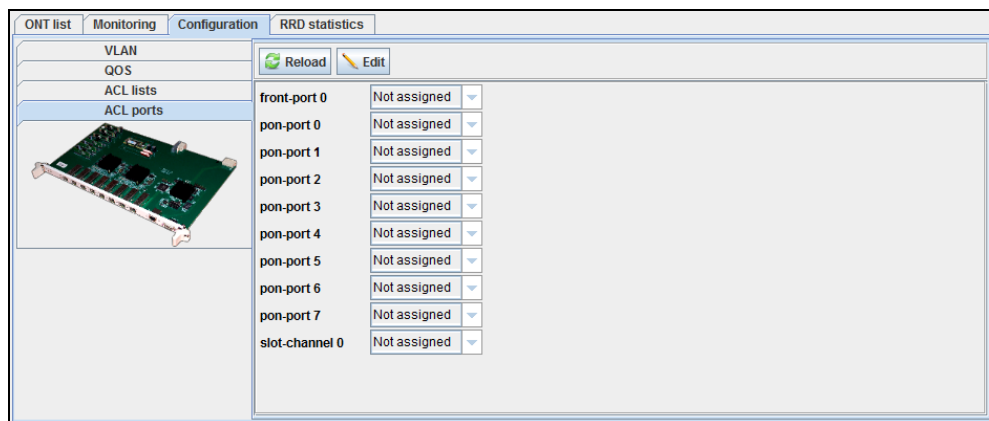 ONT list Monitoring Configuration RRD statistics
VLAN
QOS
ACL lists
ACL ports
Reload Edit
front-port 0 Not assigned
pon-port 0 Not assigned
pon-port 1 Not assigned
pon-port 2 Not assigned
pon-port 3 Not assigned
pon-port 4 Not assigned
pon-port 5 Not assigned
pon-port 6 Not assigned
pon-port 7 Not assigned
slot-channel 0 Not assigned